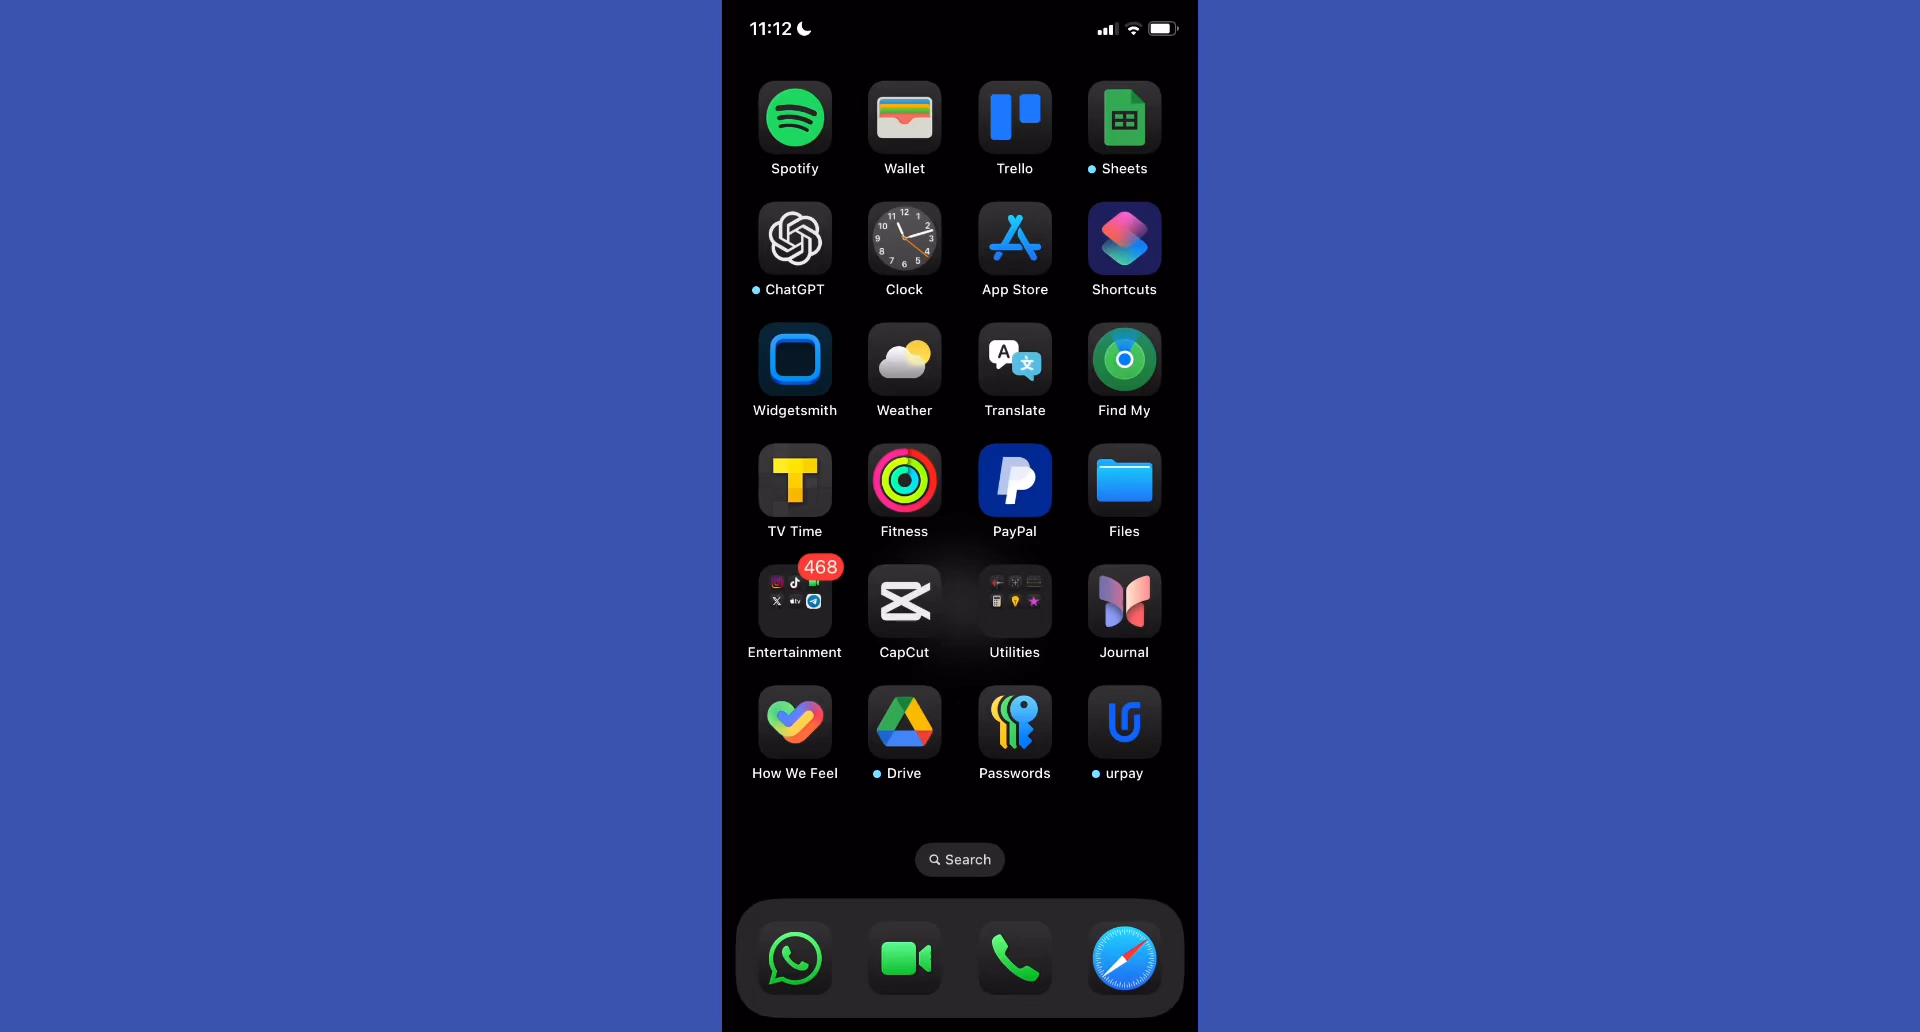 11:12
Spotify Wallet Trello Sheets
ChatGPT Clock App Store Shortcuts
Widgetsmith Weather Translate Find My
TV Time Fitness PayPal Files
468
Entertainment CapCut Utilities Journal
How We Feel Drive Passwords urpay
Search